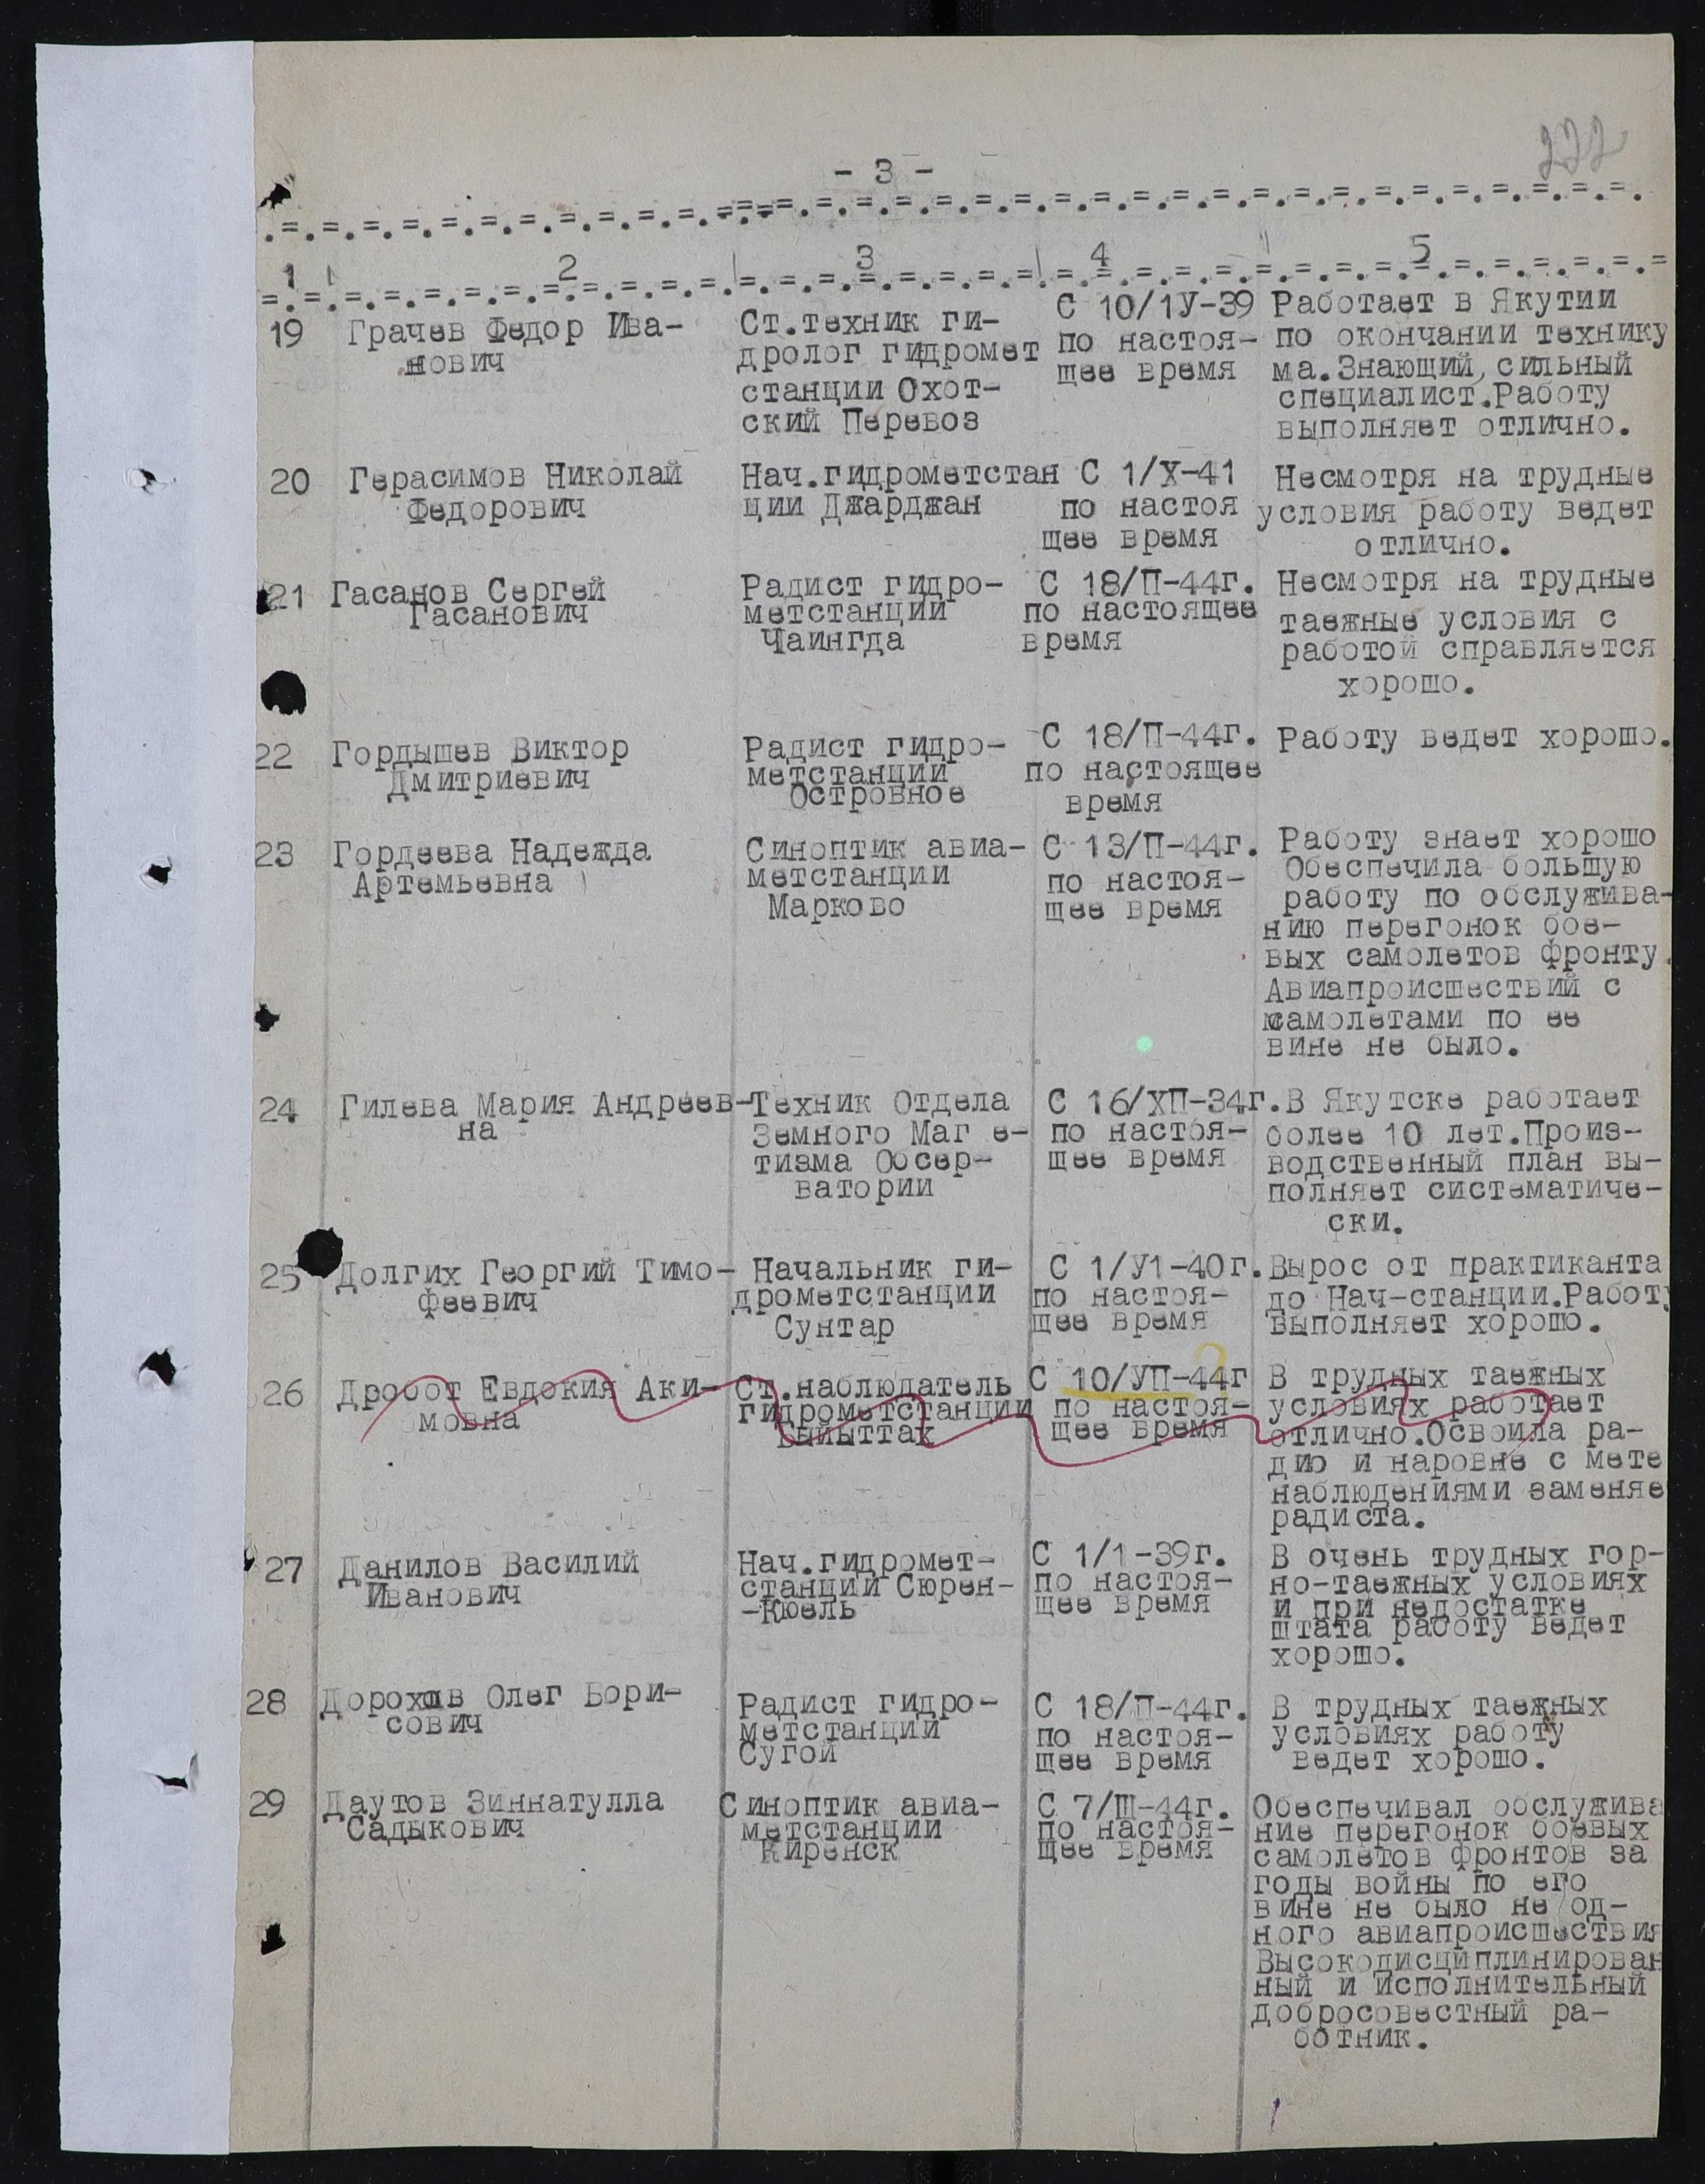 222
- 3 -
1 2 3 4 5
19 Грачев Федор Ива-
нович
Ст.техник ги-
дролог гидромет
станции Охот-
ский Перевоз
С 10/1У-39
по настоя-
щее время
Работает в Якутии
по окончании технику
ма.Знающий, сильный
специалист.Работу
выполняет отлично.
20 Герасимов Николай
Федорович
Нач.гидрометстан
ции Джарджан
С 1/Х-41
по настоя
щее время
Несмотря на трудные
условия работу ведет
отлично.
21 Гасанов Сергей
Гасанович
Радист гидро-
метстанции
Чаингда
С 18/П-44г.
по настоящее
время
Несмотря на трудные
таежные условия с
работой справляется
хорошо.
22 Гордышев Виктор
Дмитриевич
Радист гидро-
метстанции
Островное
С 18/П-44г.
по настоящее
время
Работу ведет хорошо.
23 Гордеева Надежда
Артемьевна
Синоптик авиа-
метстанции
Марково
С 13/П-44г.
по настоя-
щее время
Работу знает хорошо
Обеспечила большую
работу по обслужива-
нию перегонок бое-
вых самолетов фронту.
Авиапроисшествий с
самолетами по ее
вине не было.
24 Гилева Мария Андреев-
на
Техник Отдела
Земного Маг е-
тизма Обсер-
ватории
С 16/ХП-34г.
по настоя-
щее время
В Якутске работает
более 10 лет.Произ-
водственный план вы-
полняет систематиче-
ски.
25 Долгих Георгий Тимо-
феевич
Начальник ги-
дрометстанции
Сунтар
С 1/У1-40г.
по настоя-
щее время
Вырос от практиканта
до Нач-станции.Работу
выполняет хорошо.
26 Дробот Евдокия Аки-
мовна
Ст.наблюдатель
гидрометстанции
Быйыттах
С 10/УП-44г
по настоя-
щее время
В трудных таежных
условиях работает
отлично.Освоила ра-
дио и наровне с мете
наблюдениями заменяе
радиста.
27 Данилов Василий
Иванович
Нач.гидромет-
станции Сюрен-
-Кюель
С 1/1-39г.
по настоя-
щее время
В очень трудных гор-
но-таежных условиях
и при недостатке
штата работу ведет
хорошо.
28 Дорохов Олег Бори-
сович
Радист гидро-
метстанции
Сугой
С 18/П-44г.
по настоя-
щее время
В трудных таежных
условиях работу
ведет хорошо.
29 Даутов Зиннатулла
Садыкович
Синоптик авиа-
метстанции
Киренск
С 7/Ш-44г.
по настоя-
щее время
Обеспечивал обслужива
ние перегонок боевых
самолетов фронтов за
годы войны по его
вине не было не од-
ного авиапроисшествия
Высокодисциплинирован
ный и исполнительный
добросовестный ра-
ботник.